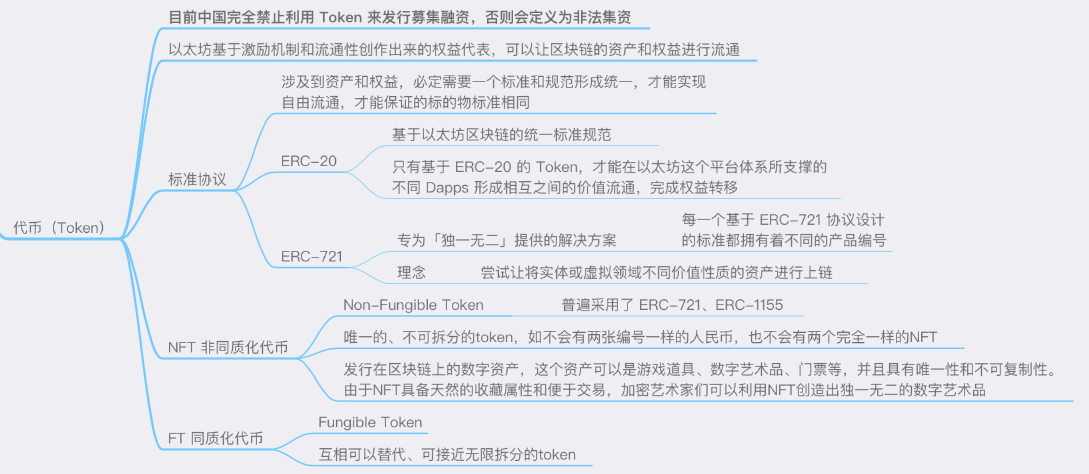 代币（Token）
目前中国完全禁止利用 Token 来发行募集融资，否则会定义为非法集资
以太坊基于激励机制和流通性创作出来的权益代表，可以让区块链的资产和权益进行流通
标准协议
涉及到资产和权益，必定需要一个标准和规范形成统一，才能实现
自由流通，才能保证的标的物标准相同
ERC-20
基于以太坊区块链的统一标准规范
只有基于 ERC-20 的 Token，才能在以太坊这个平台体系所支撑的
不同 Dapps 形成相互之间的价值流通，完成权益转移
ERC-721
专为「独一无二」提供的解决方案
每一个基于 ERC-721 协议设计
的标准都拥有着不同的产品编号
理念
尝试让将实体或虚拟领域不同价值性质的资产进行上链
NFT 非同质化代币
Non-Fungible Token
普遍采用了 ERC-721、ERC-1155
唯一的、不可拆分的token，如不会有两张编号一样的人民币，也不会有两个完全一样的NFT
发行在区块链上的数字资产，这个资产可以是游戏道具、数字艺术品、门票等，并且具有唯一性和不可复制性。
由于NFT具备天然的收藏属性和便于交易，加密艺术家们可以利用NFT创造出独一无二的数字艺术品
FT 同质化代币
Fungible Token
互相可以替代、可接近无限拆分的token